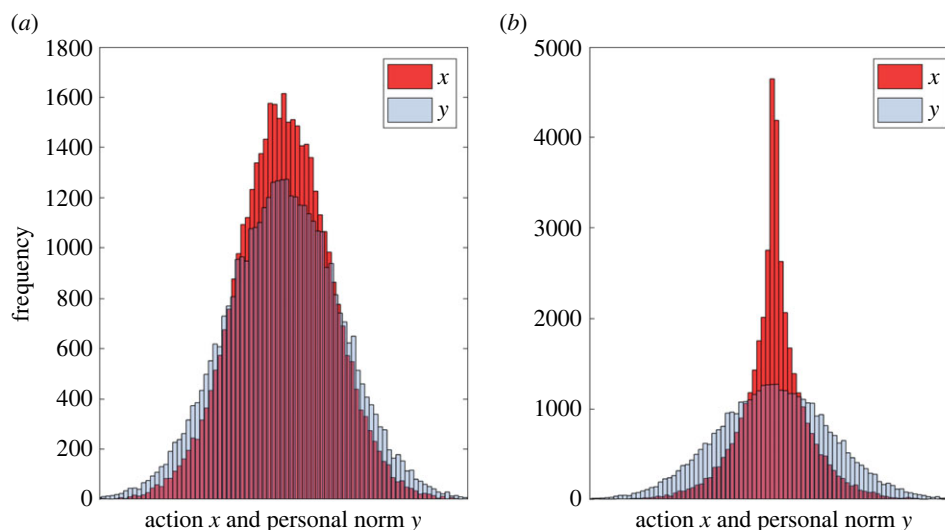 (a)
1800
1600
1400
1200
1000
800
600
400
200
0
frequency
x
y
action x and personal norm y
(b)
5000
4000
3000
2000
1000
0
x
y
action x and personal norm y